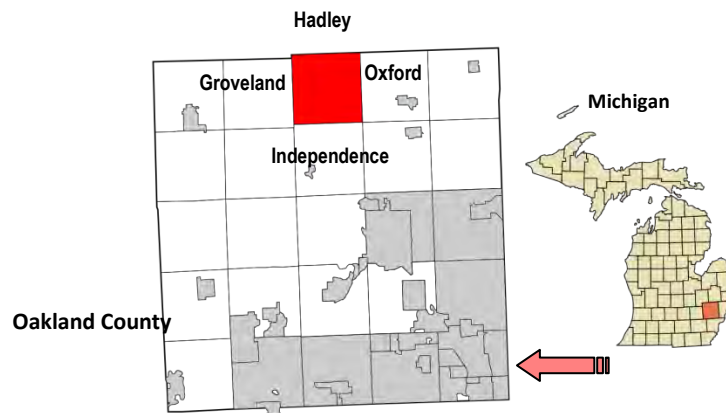 Hadley
Groveland
Oxford
Michigan
Independence
Oakland County